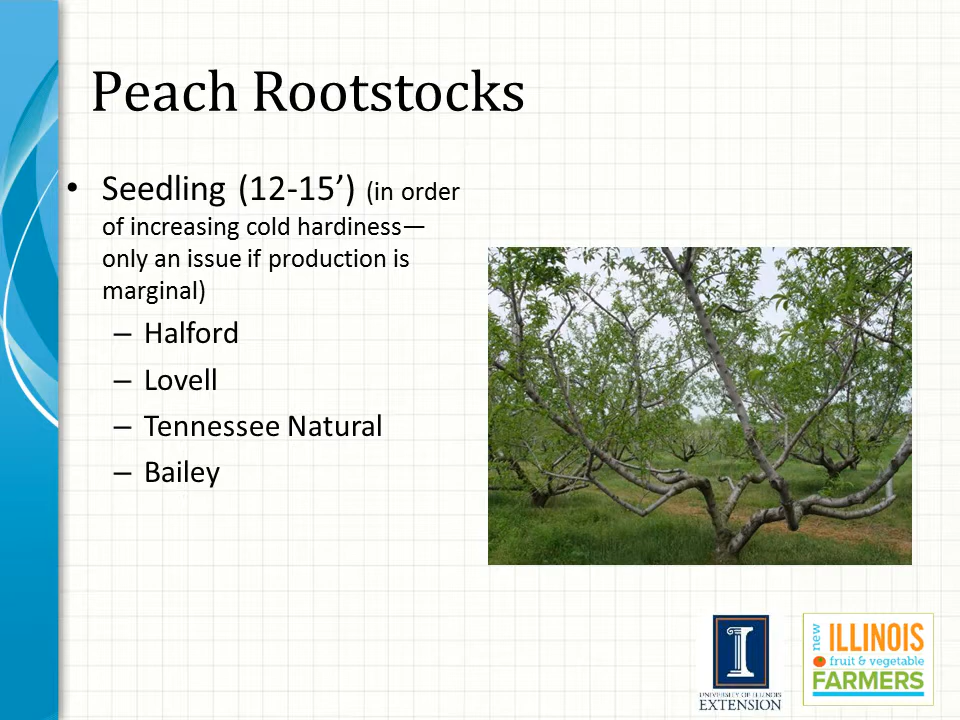 Peach Rootstocks
• Seedling (12-15’) (in order
of increasing cold hardiness—
only an issue if production is
marginal)
– Halford
– Lovell
– Tennessee Natural
– Bailey
I
UNIVERSITY OF ILLINOIS
EXTENSION
new
ILLINOIS
fruit & vegetable
FARMERS